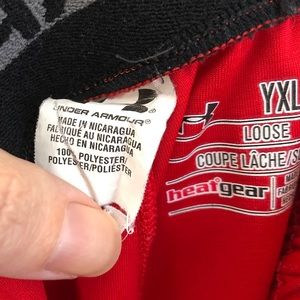 UNDER ARMOUR
MADE IN NICARAGUA
FABRIQUÉ AU NICARAGUA
HECHO EN NICARAGUA
100% POLYESTER/
POLYESTER/POLIÉSTER
YXL
LOOSE
COUPE LÂCHE/S
heatgear